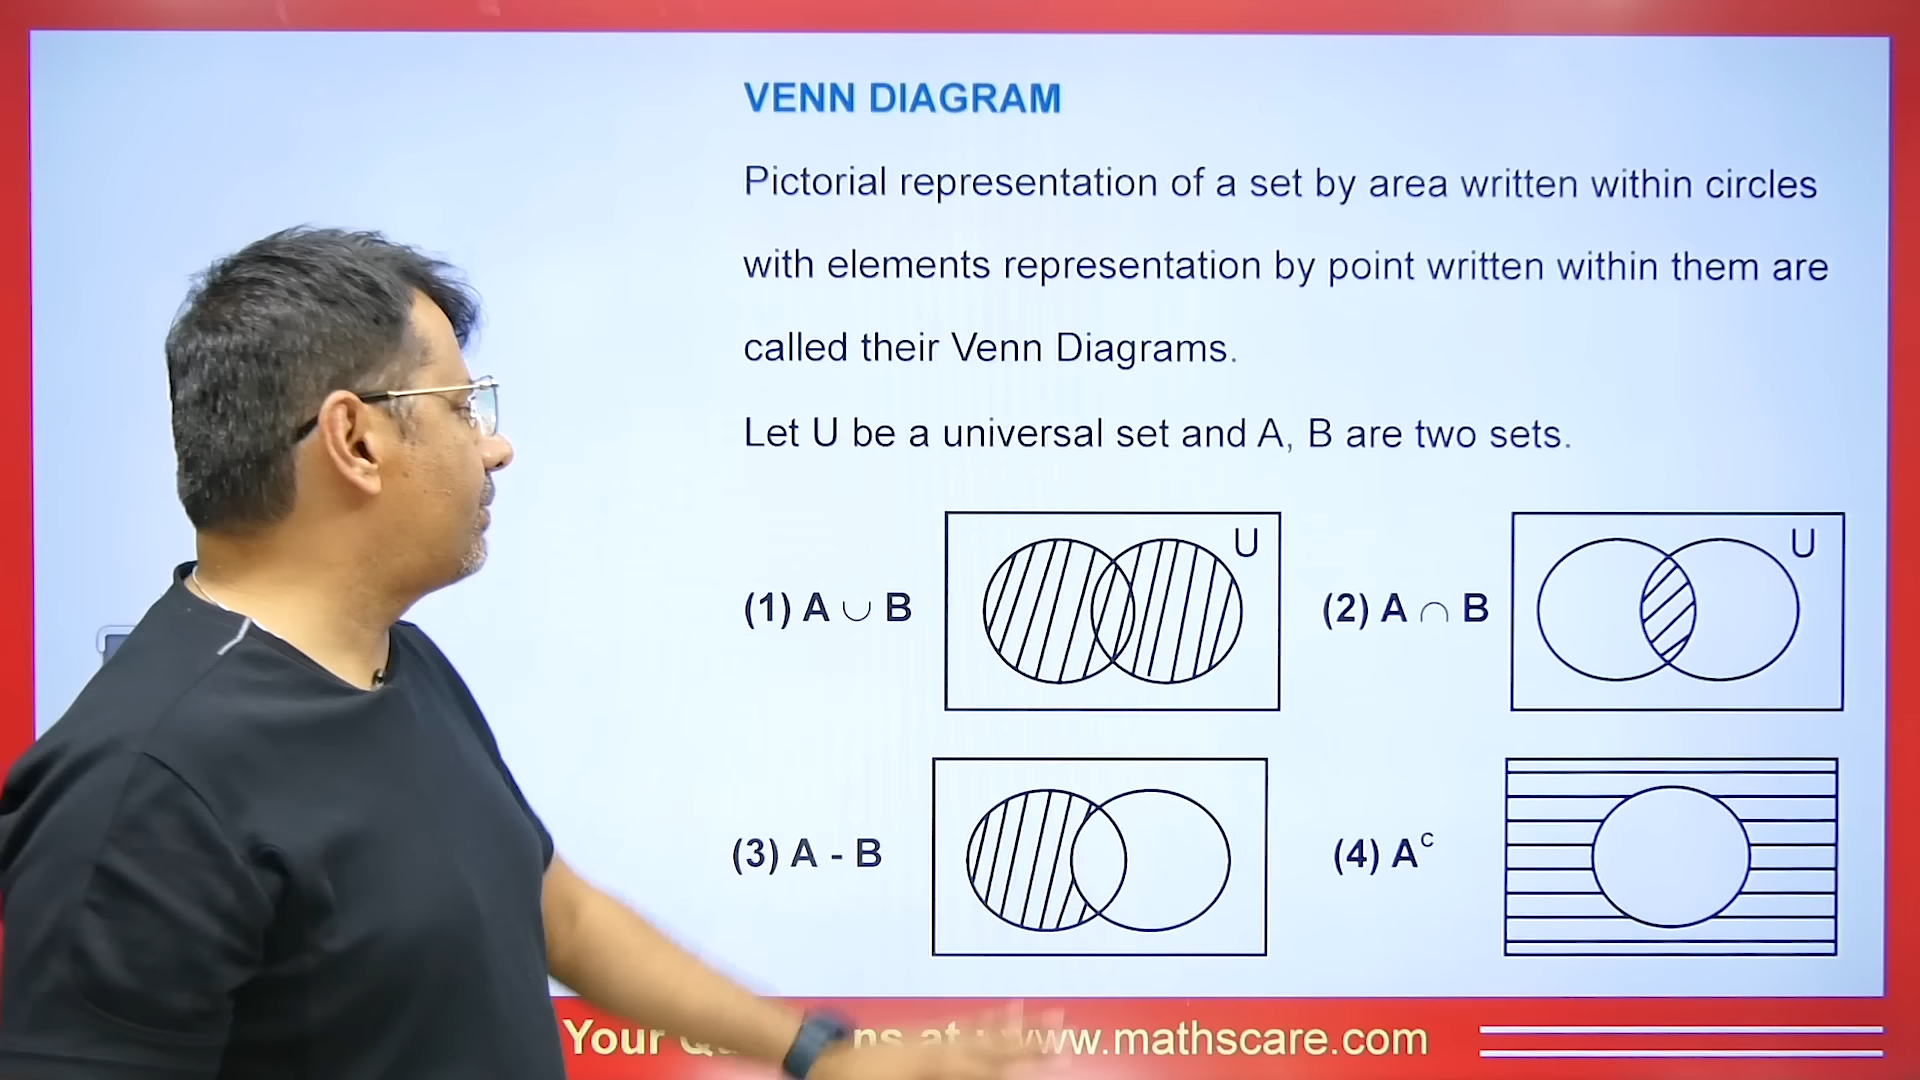 VENN DIAGRAM
Pictorial representation of a set by area written within circles
with elements representation by point written within them are
called their Venn Diagrams.
Let U be a universal set and A, B are two sets.
(1) A ∪ B
U
(2) A ∩ B
U
(3) A - B
(4) Aᶜ
Your www.mathscare.com